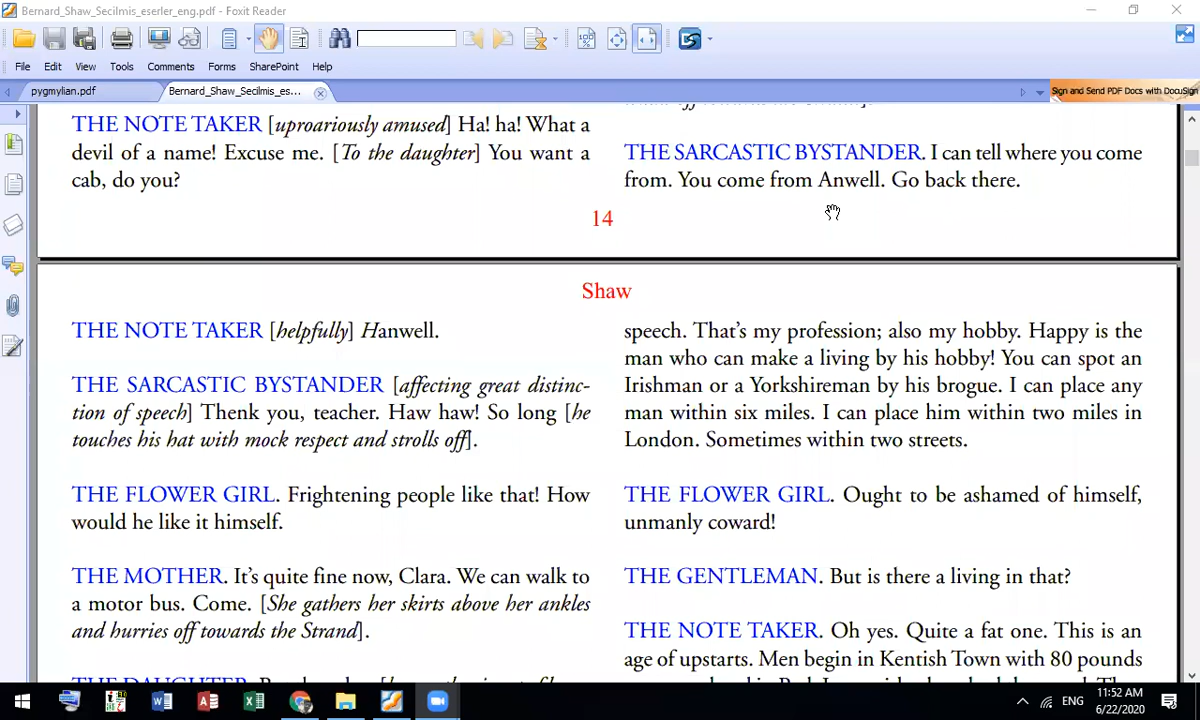 Bernard_Shaw_Secilmis_eserler_eng.pdf - Foxit Reader
File Edit View Tools Comments Forms SharePoint Help
pygmylian.pdf
Bernard_Shaw_Secilmis_es...
Sign and Send PDF Docs with DocuSign
THE NOTE TAKER [uproariously amused] Ha! ha! What a
devil of a name! Excuse me. [To the daughter] You want a
cab, do you?
THE SARCASTIC BYSTANDER. I can tell where you come
from. You come from Anwell. Go back there.
14
Shaw
THE NOTE TAKER [helpfully] Hanwell.
THE SARCASTIC BYSTANDER [affecting great distinc-
tion of speech] Thenk you, teacher. Haw haw! So long [he
touches his hat with mock respect and strolls off].
THE FLOWER GIRL. Frightening people like that! How
would he like it himself.
THE MOTHER. It's quite fine now, Clara. We can walk to
a motor bus. Come. [She gathers her skirts above her ankles
and hurries off towards the Strand].
speech. That's my profession; also my hobby. Happy is the
man who can make a living by his hobby! You can spot an
Irishman or a Yorkshireman by his brogue. I can place any
man within six miles. I can place him within two miles in
London. Sometimes within two streets.
THE FLOWER GIRL. Ought to be ashamed of himself,
unmanly coward!
THE GENTLEMAN. But is there a living in that?
THE NOTE TAKER. Oh yes. Quite a fat one. This is an
age of upstarts. Men begin in Kentish Town with 80 pounds
ENG
11:52 AM
6/22/2020